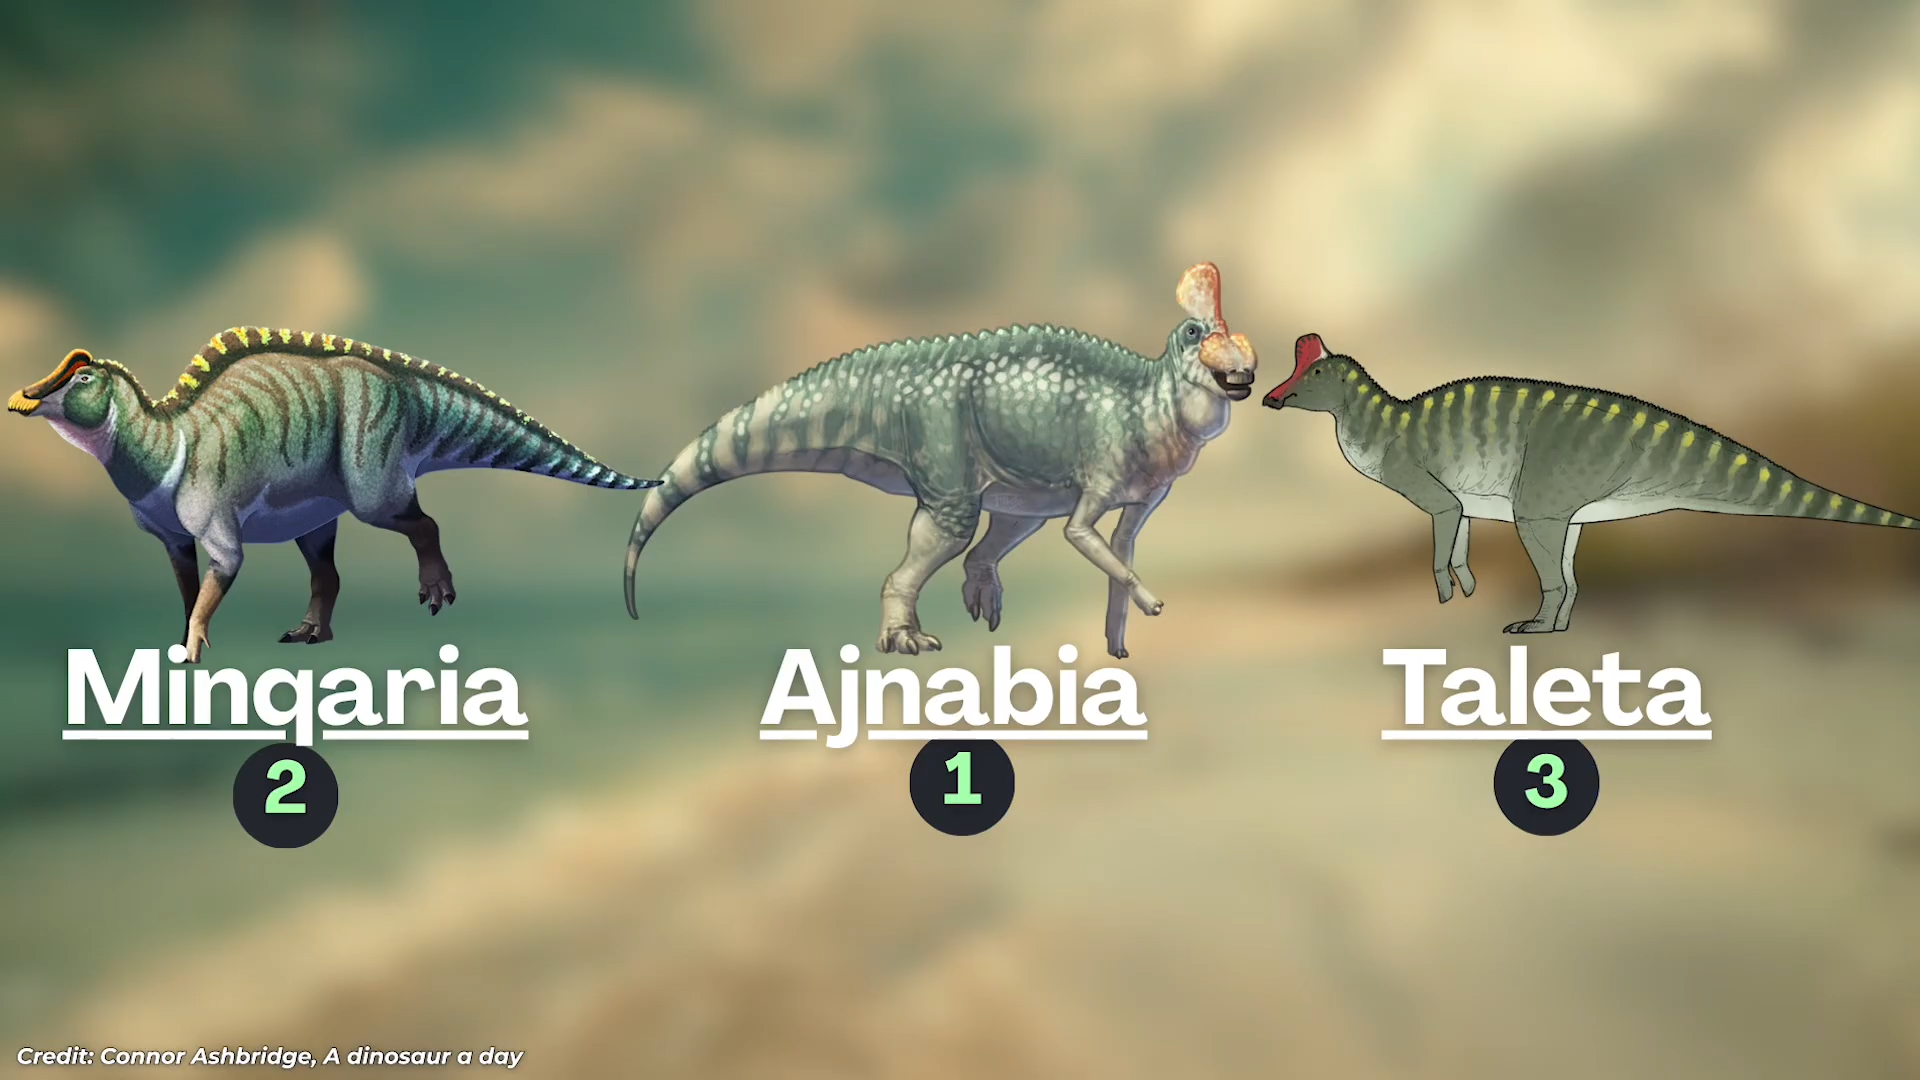 Minqaria
Ajnabia
Taleta
2
1
3
Credit: Connor Ashbridge, A dinosaur a day